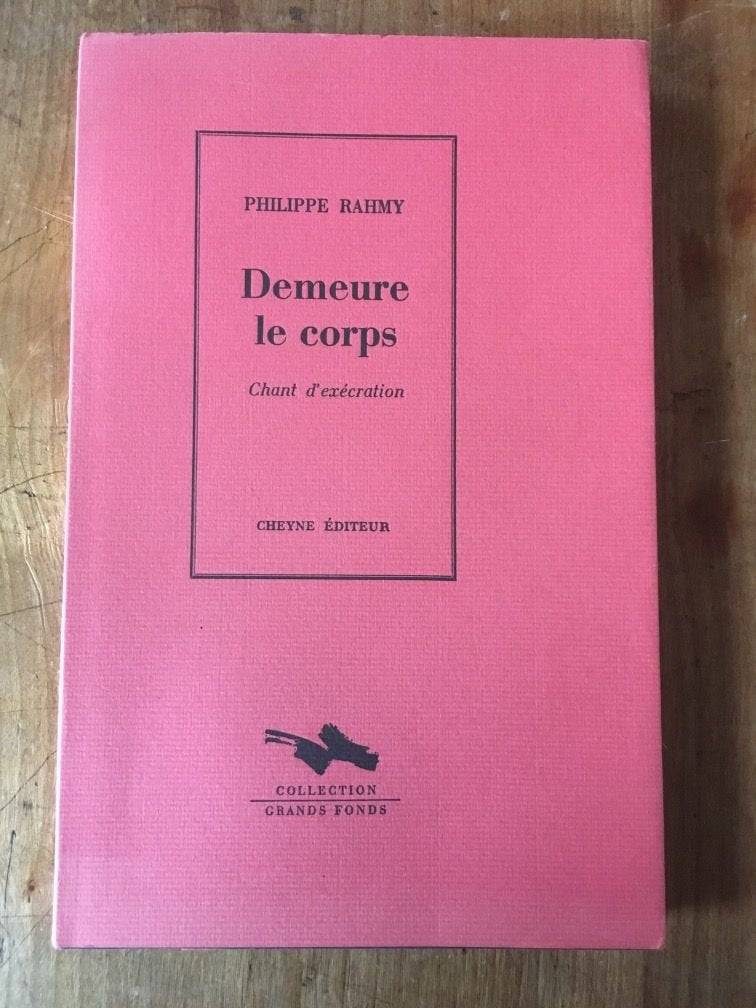 PHILIPPE RAHMY
Demeure
le corps
Chant d'exécration
CHEYNE ÉDITEUR
COLLECTION
GRANDS FONDS